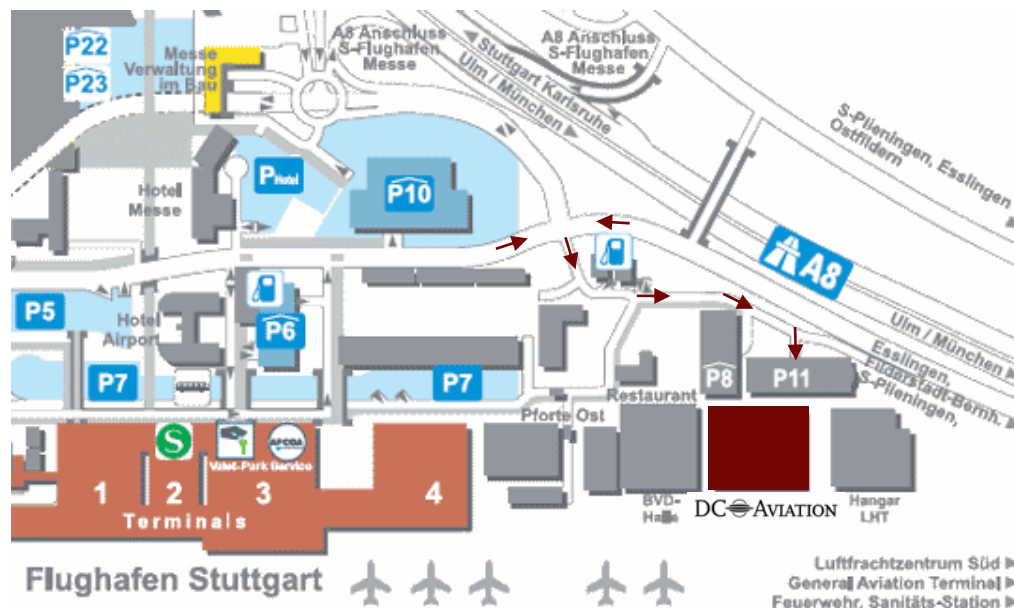 P22
P23
Messe
Verwaltung
im Bau
A8 Anschluss
S-Flughafen
Messe
A8 Anschluss
S-Flughafen
Messe
Stuttgart Karlsruhe
Ulm / München
S-Plieningen, Esslingen
Ostfildern
PHotel
P10
Hotel
Messe
A8
P5
P6
Hotel
Airport
P7
P7
Ulm / München
Esslingen,
S-Plieningen,
P8
P11
Restaurant
Pforte Ost
S
APCOA
Valet-Park Service
1
2
3
4
Terminals
BVD-
Halle
DC AVIATION
Hangar
LHT
Flughafen Stuttgart
Luftfrachtzentrum Süd
General Aviation Terminal
Feuerwehr, Sanitäts-Station